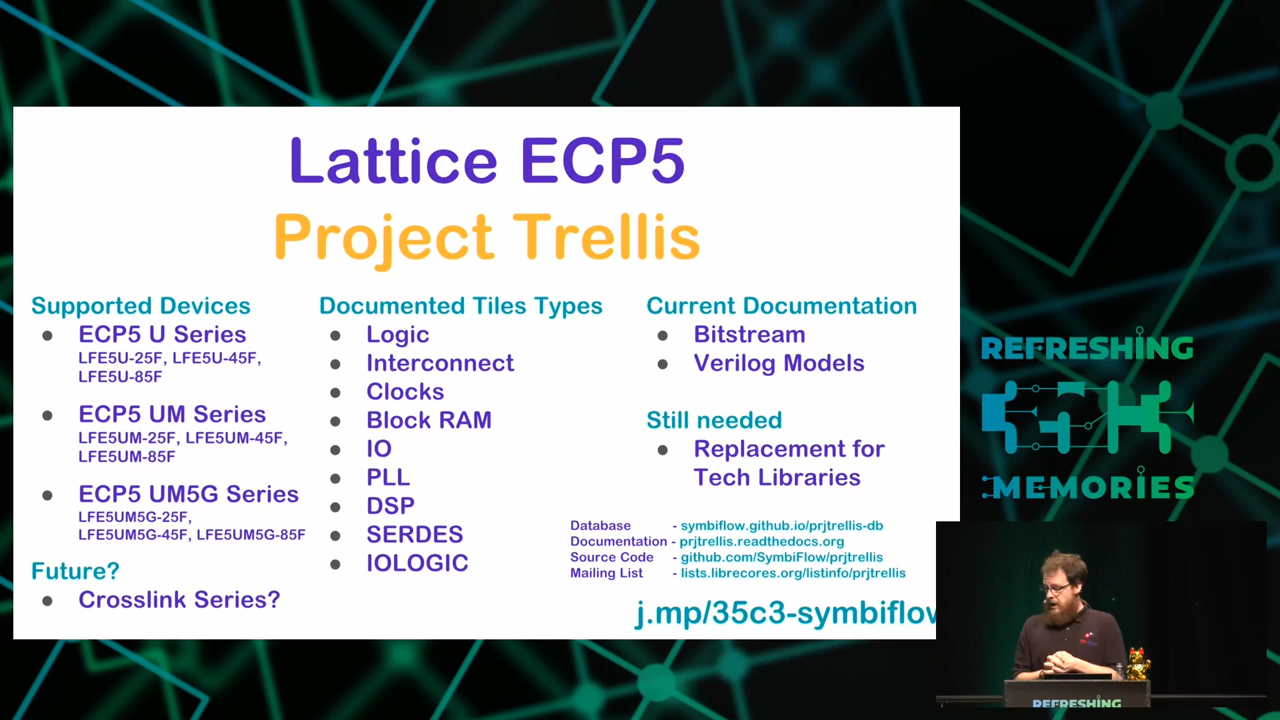 Lattice ECP5
Project Trellis
Supported Devices
ECP5 U Series
LFE5U-25F, LFE5U-45F,
LFE5U-85F
ECP5 UM Series
LFE5UM-25F, LFE5UM-45F,
LFE5UM-85F
ECP5 UM5G Series
LFE5UM5G-25F,
LFE5UM5G-45F, LFE5UM5G-85F
Future?
Crosslink Series?
Documented Tiles Types
Logic
Interconnect
Clocks
Block RAM
IO
PLL
DSP
SERDES
IOLOGIC
Current Documentation
Bitstream
Verilog Models
Still needed
Replacement for
Tech Libraries
Database - symbiflow.github.io/prjtrellis-db
Documentation - prjtrellis.readthedocs.org
Source Code - github.com/SymbiFlow/prjtrellis
Mailing List - lists.librecores.org/listinfo/prjtrellis
j.mp/35c3-symbiflow
REFRESHING
35C3
MEMORIES
REFRESHING